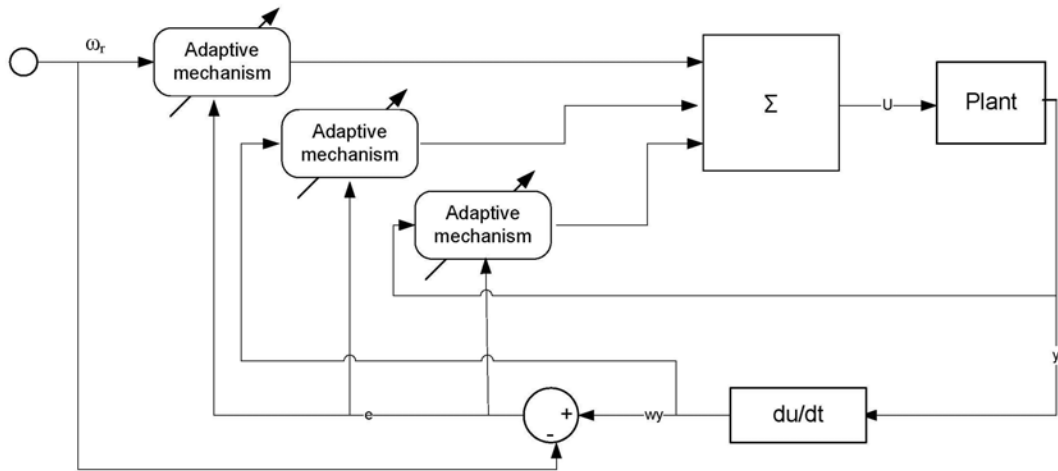 ωr
Adaptive
mechanism
Adaptive
mechanism
Adaptive
mechanism
Σ
U
Plant
y
e
+
-
wy
du/dt